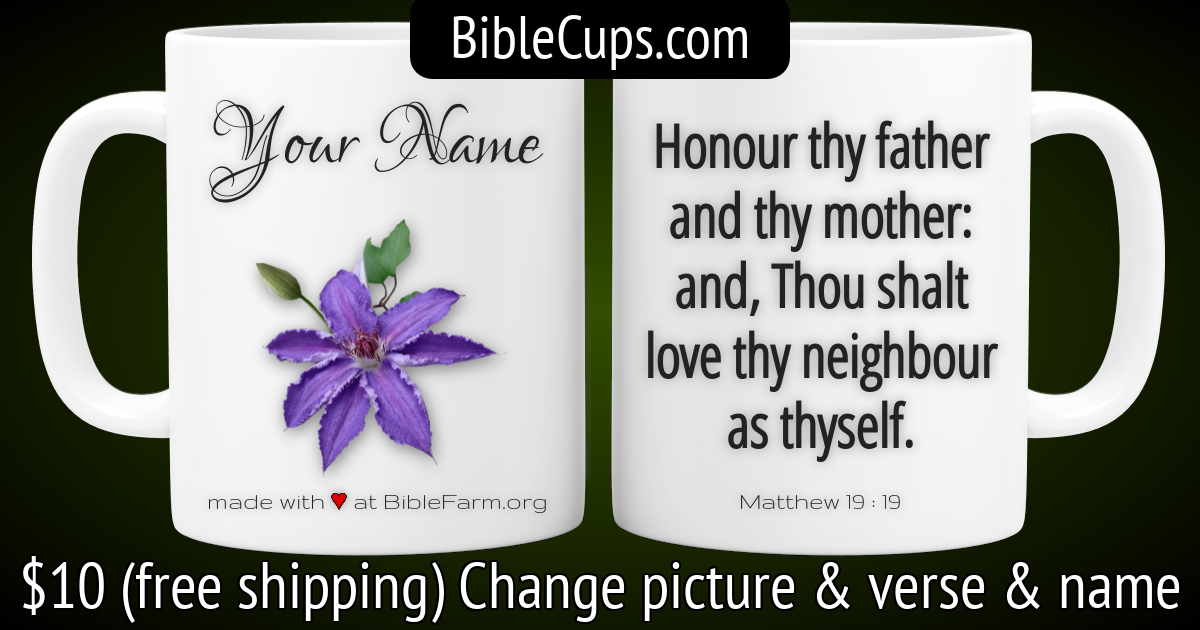 BibleCups.com
Your Name
made with ♥ at BibleFarm.org
Honour thy father
and thy mother:
and, Thou shalt
love thy neighbour
as thyself.
Matthew 19 : 19
$10 (free shipping) Change picture & verse & name